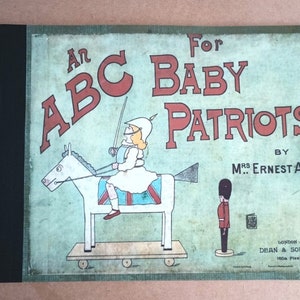 An For
ABC BABY
PATRIOTS
BY
MRS ERNEST A
LONDON
DEAN & SO